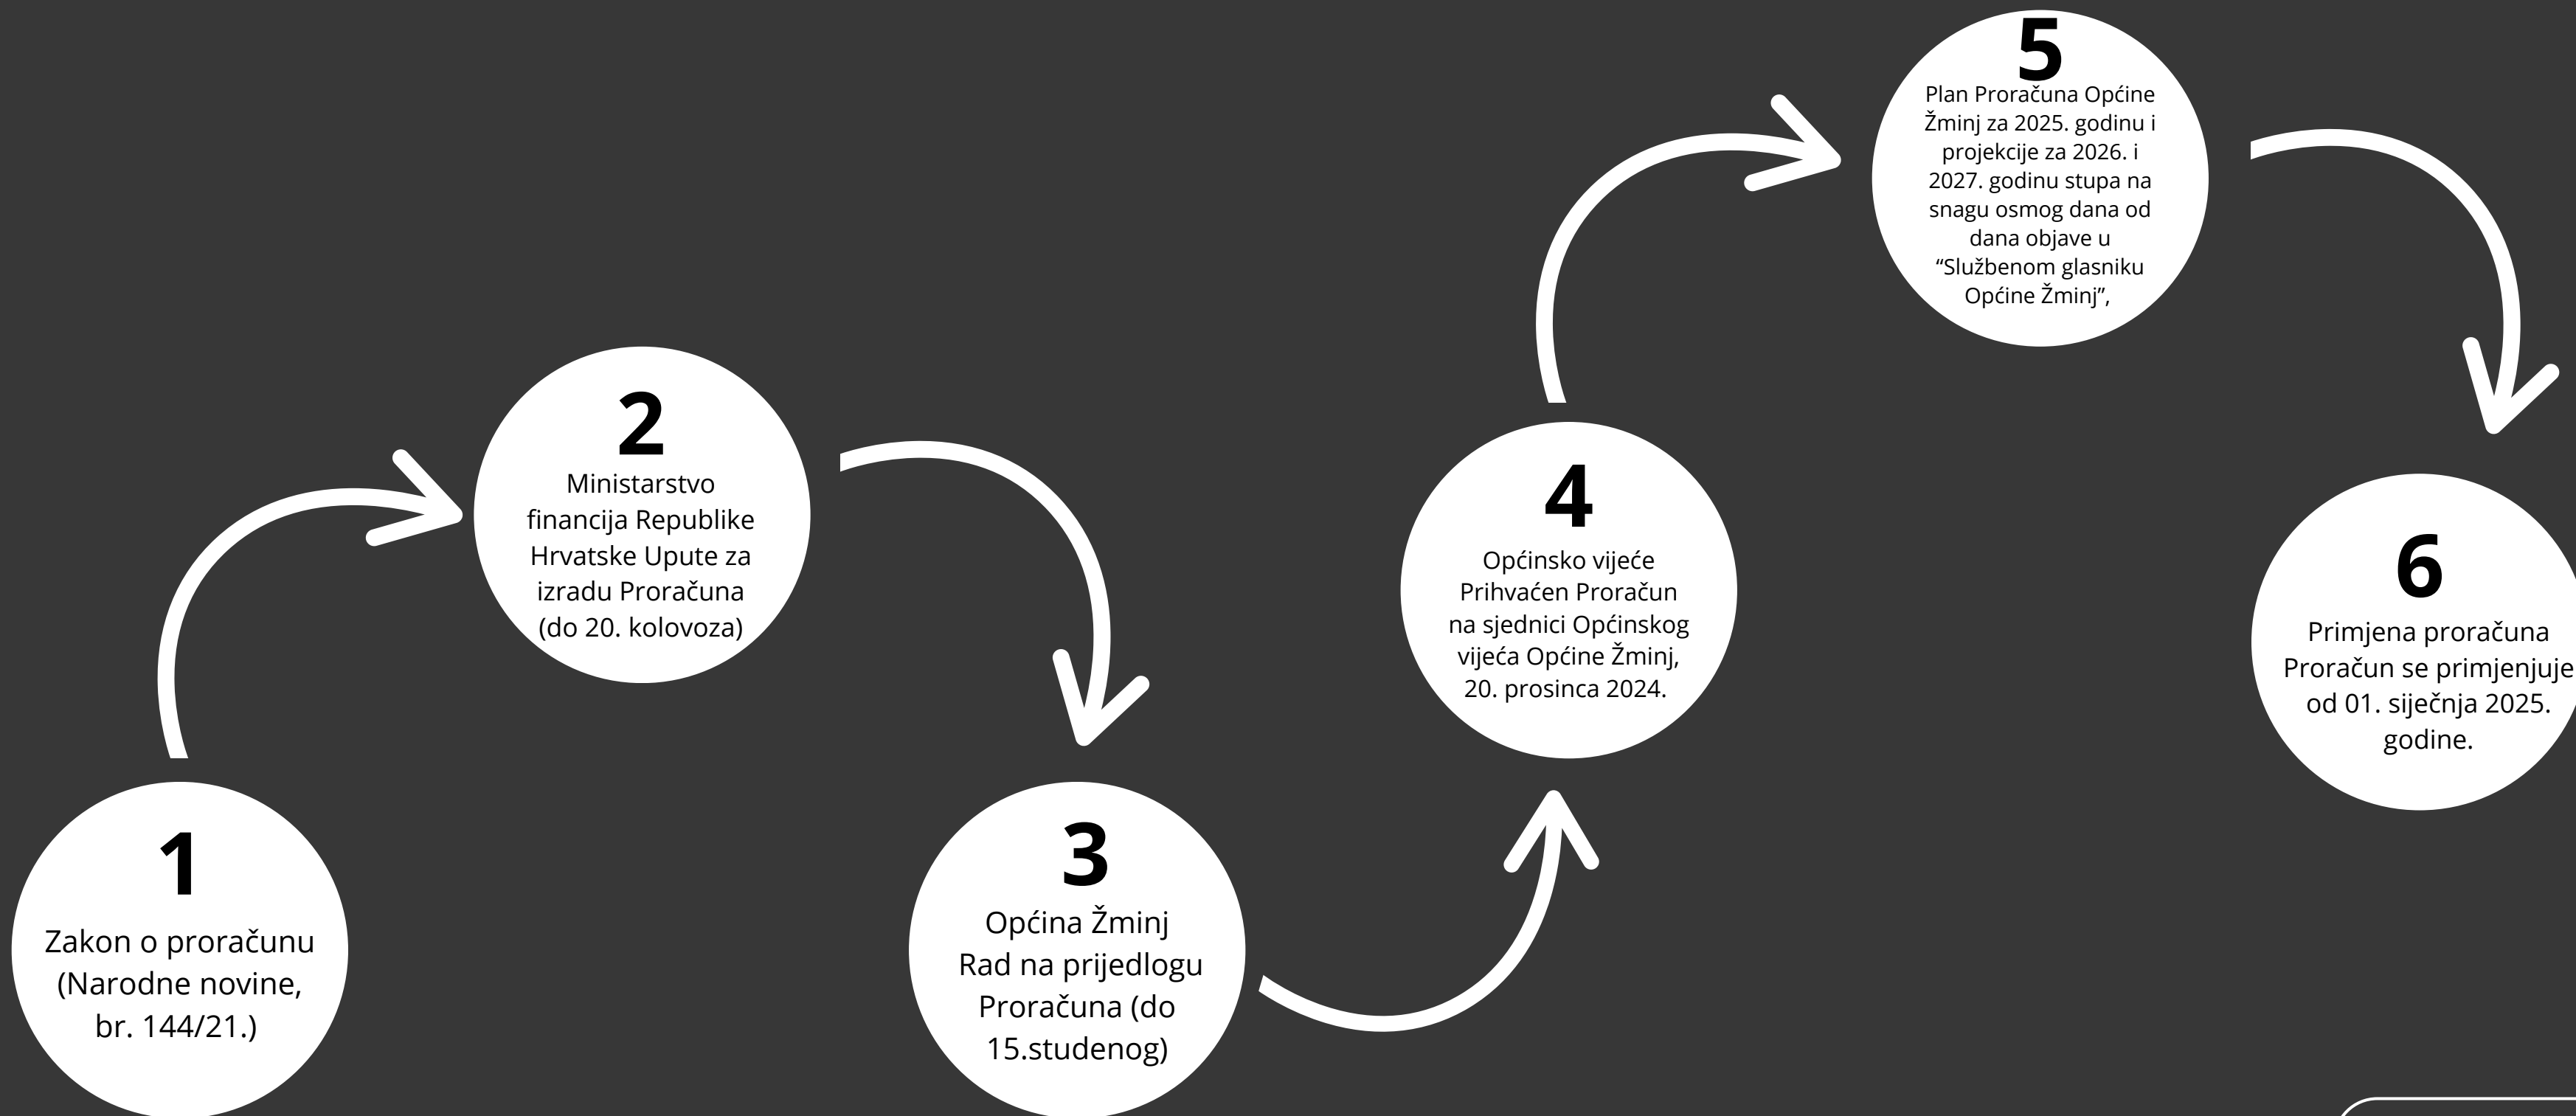 1
Zakon o proračunu
(Narodne novine,
br. 144/21.)
2
Ministarstvo
financija Republike
Hrvatske Upute za
izradu Proračuna
(do 20. kolovoza)
3
Općina Žminj
Rad na prijedlogu
Proračuna (do
15.studenog)
4
Općinsko vijeće
Prihvaćen Proračun
na sjednici Općinskog
vijeća Općine Žminj,
20. prosinca 2024.
5
Plan Proračuna Općine
Žminj za 2025. godinu i
projekcije za 2026. i
2027. godinu stupa na
snagu osmog dana od
dana objave u
“Službenom glasniku
Općine Žminj”,
6
Primjena proračuna
Proračun se primjenjuje
od 01. siječnja 2025.
godine.